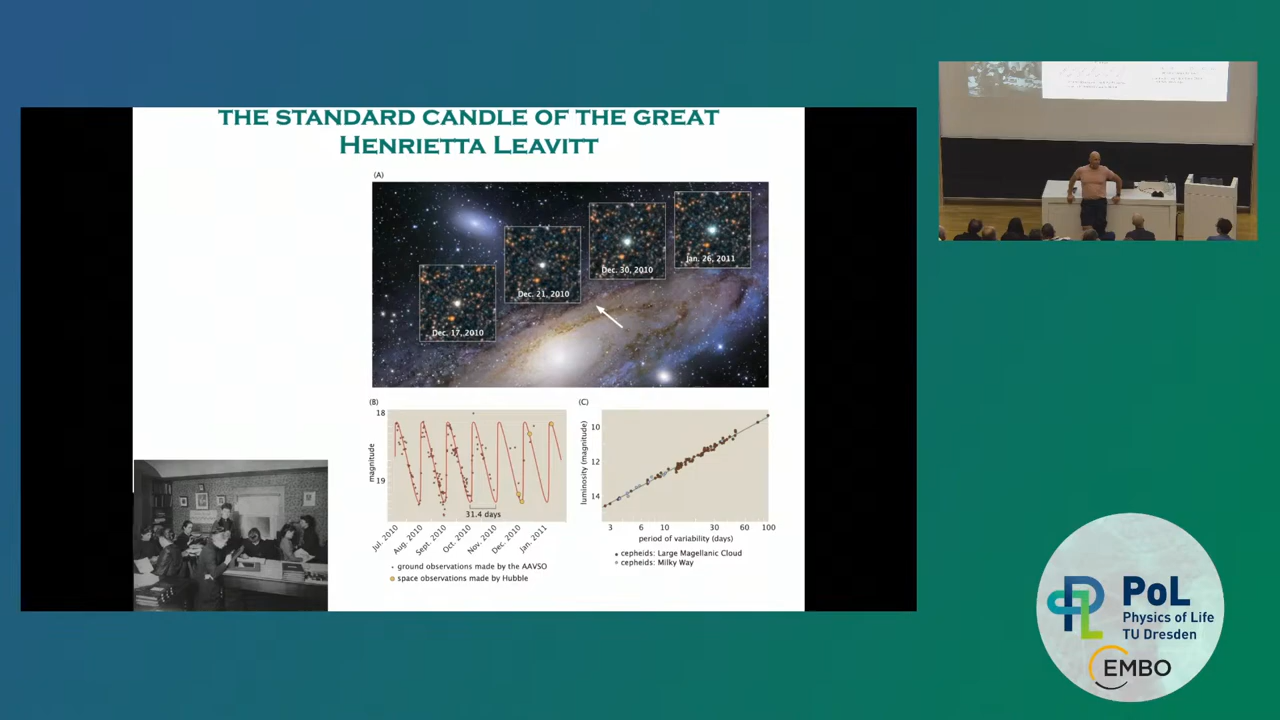 THE STANDARD CANDLE OF THE GREAT
HENRIETTA LEAVITT
(A)
Dec. 17, 2010
Dec. 21, 2010
Dec. 30, 2010
Jan. 26, 2011
(B)
18
19
magnitude
31.4 days
Jul. 2010
Aug. 2010
Sept. 2010
Oct. 2010
Nov. 2010
Dec. 2010
Jan. 2011
ground observations made by the AAVSO
space observations made by Hubble
(C)
luminosity (magnitude)
10
12
14
3 6 10 30 60 100
period of variability (days)
cepheids: Large Magellanic Cloud
cepheids: Milky Way
PoL
Physics of Life
TU Dresden
EMBO